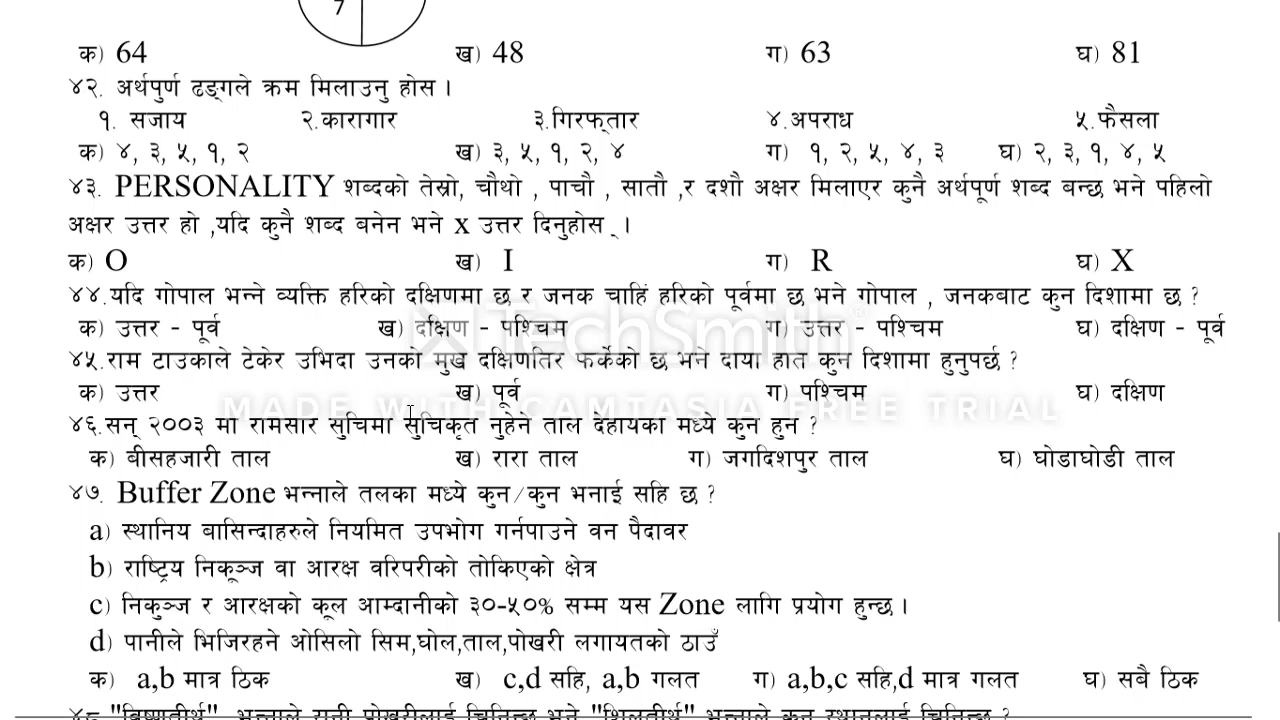 7
क) 64 ख) 48 ग) 63 घ) 81
४२. अर्थपुर्ण ढङ्गले क्रम मिलाउनु होस ।
१. सजाय २.कारागार ३.गिरफ्तार ४.अपराध ५.फैसला
क) ४, ३, ५, १, २ ख) ३, ५, १, २, ४ ग) १, २, ५, ४, ३ घ) २, ३, १, ४, ५
४३. PERSONALITY शब्दको तेस्रो, चौथो , पाचौ , सातौ ,र दशौ अक्षर मिलाएर कुनै अर्थपूर्ण शब्द बन्छ भने पहिलो
अक्षर उत्तर हो ,यदि कुनै शब्द बनेन भने x उत्तर दिनुहोस् ।
क) O ख) I ग) R घ) X
४४.यदि गोपाल भन्ने व्यक्ति हरिको दक्षिणमा छ र जनक चाहिं हरिको पूर्वमा छ भने गोपाल , जनकबाट कुन दिशामा छ ?
क) उत्तर - पूर्व ख) दक्षिण - पश्चिम ग) उत्तर - पश्चिम घ) दक्षिण - पूर्व
४५.राम टाउकाले टेकेर उभिदा उनको मुख दक्षिणतिर फर्केको छ भने दाया हात कुन दिशामा हुनुपर्छ ?
क) उत्तर ख) पूर्व ग) पश्चिम घ) दक्षिण
TechSmith
MADE WITH CAMTASIA FREE TRIAL
४६.सन् २००३ मा रामसार सुचिमा सुचिकृत नुहेने ताल देहायका मध्ये कुन हुन ?
क) बीसहजारी ताल ख) रारा ताल ग) जगदिशपुर ताल घ) घोडाघोडी ताल
४७. Buffer Zone भन्नाले तलका मध्ये कुन/कुन भनाई सहि छ ?
a) स्थानिय बासिन्दाहरुले नियमित उपभोग गर्नपाउने वन पैदावर
b) राष्ट्रिय निकूञ्ज वा आरक्ष वरिपरीको तोकिएको क्षेत्र
c) निकुञ्ज र आरक्षको कूल आम्दानीको ३०-५०% सम्म यस Zone लागि प्रयोग हुन्छ ।
d) पानीले भिजिरहने ओसिलो सिम,घोल,ताल,पोखरी लगायतको ठाउँ
क) a,b मात्र ठिक ख) c,d सहि, a,b गलत ग) a,b,c सहि,d मात्र गलत घ) सबै ठिक